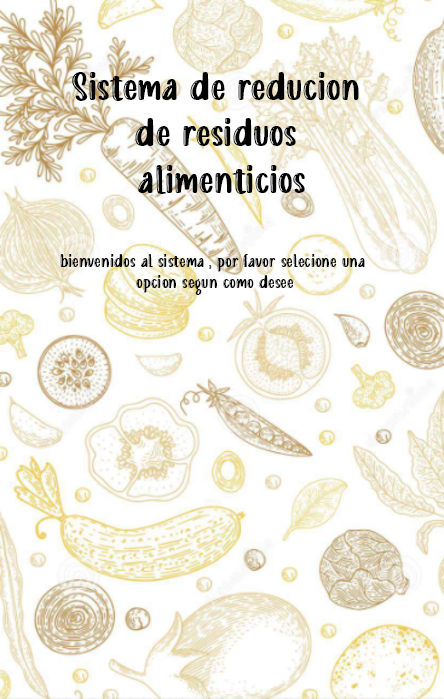 Sistema de reducion
de residuos
alimenticios
bienvenidos al sistema , por favor selecione una
opcion segun como desee